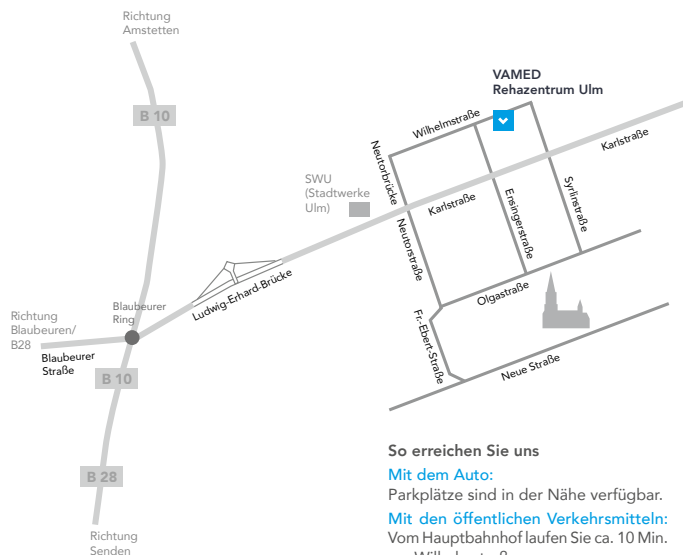 Richtung
Amstetten
B 10
VAMED
Rehazentrum Ulm
Wilhelmstraße
Karlstraße
Neutorbrücke
SWU
(Stadtwerke
Ulm)
Karlstraße
Ensingerstraße
Syrlinstraße
Neutorstraße
Ludwig-Erhard-Brücke
Olgastraße
Blaubeurer
Ring
Richtung
Blaubeuren/
B28
Blaubeurer
Straße
Fr.-Ebert-Straße
Neue Straße
B 10
B 28
Richtung
Senden
So erreichen Sie uns
Mit dem Auto:
Parkplätze sind in der Nähe verfügbar.
Mit den öffentlichen Verkehrsmitteln:
Vom Hauptbahnhof laufen Sie ca. 10 Min.